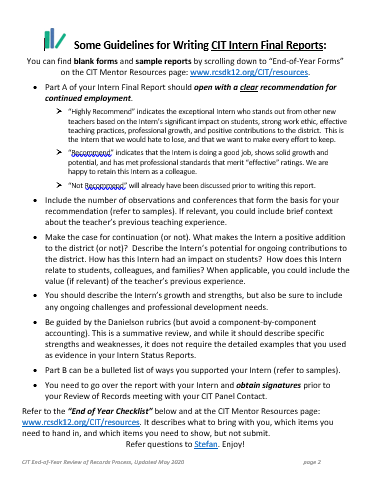 Some Guidelines for Writing CIT Intern Final Reports:
You can find blank forms and sample reports by scrolling down to "End-of-Year Forms"
on the CIT Mentor Resources page: www.rcsdk12.org/CIT/resources.
• Part A of your Intern Final Report should open with a clear recommendation for
continued employment.
➢ "Highly Recommend" indicates the exceptional Intern who stands out from other new
teachers based on the Intern's significant impact on students, strong work ethic, effective
teaching practices, professional growth, and positive contributions to the district. This is
the Intern that we would hate to lose, and that we want to make every effort to keep.
➢ "Recommend" indicates that the Intern is doing a good job, shows solid growth and
potential, and has met professional standards that merit "effective" ratings. We are
happy to retain this Intern as a colleague.
➢ "Not Recommend" will already have been discussed prior to writing this report.
• Include the number of observations and conferences that form the basis for your
recommendation (refer to samples). If relevant, you could include brief context
about the teacher's previous teaching experience.
• Make the case for continuation (or not). What makes the Intern a positive addition
to the district (or not)? Describe the Intern's potential for ongoing contributions to
the district. How has this Intern had an impact on students? How does this Intern
relate to students, colleagues, and families? When applicable, you could include the
value (if relevant) of the teacher's previous experience.
• You should describe the Intern's growth and strengths, but also be sure to include
any ongoing challenges and professional development needs.
• Be guided by the Danielson rubrics (but avoid a component-by-component
accounting). This is a summative review, and while it should describe specific
strengths and weaknesses, it does not require the detailed examples that you used
as evidence in your Intern Status Reports.
• Part B can be a bulleted list of ways you supported your Intern (refer to samples).
• You need to go over the report with your Intern and obtain signatures prior to
your Review of Records meeting with your CIT Panel Contact.
Refer to the "End of Year Checklist" below and at the CIT Mentor Resources page:
www.rcsdk12.org/CIT/resources. It describes what to bring with you, which items you
need to hand in, and which items you need to show, but not submit.
Refer questions to Stefan. Enjoy!
CIT End-of-Year Review of Records Process, Updated May 2020 page 2